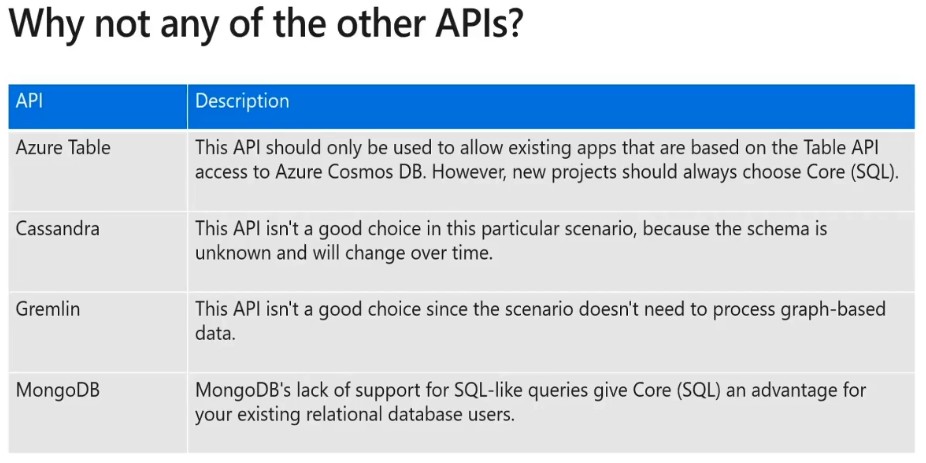 Why not any of the other APIs?
API
Description
Azure Table
This API should only be used to allow existing apps that are based on the Table API
access to Azure Cosmos DB. However, new projects should always choose Core (SQL).
Cassandra
This API isn't a good choice in this particular scenario, because the schema is
unknown and will change over time.
Gremlin
This API isn't a good choice since the scenario doesn't need to process graph-based
data.
MongoDB
MongoDB's lack of support for SQL-like queries give Core (SQL) an advantage for
your existing relational database users.